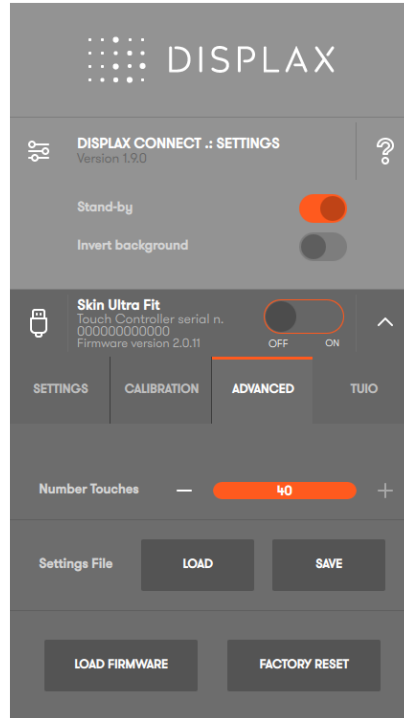 DISPLAX
DISPLAX CONNECT .: SETTINGS
Version 1.9.0
Stand-by
Invert background
Skin Ultra Fit
Touch Controller serial n.
000000000000
Firmware version 2.0.11
OFF ON
SETTINGS CALIBRATION ADVANCED TUIO
Number Touches − 40 +
Settings File LOAD SAVE
LOAD FIRMWARE FACTORY RESET